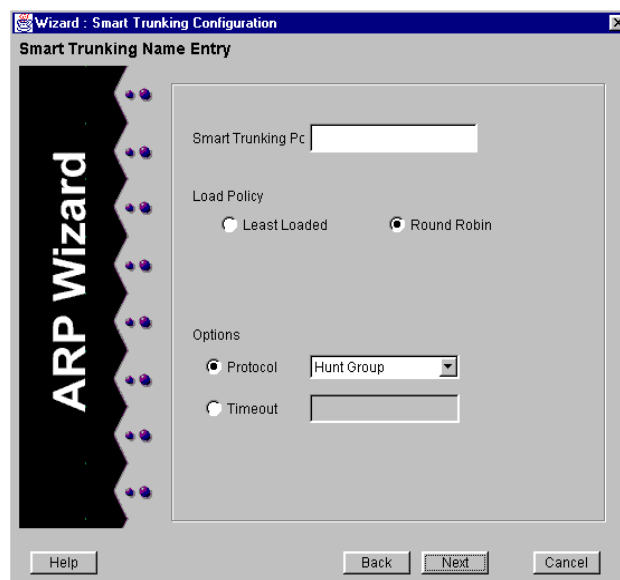 Wizard : Smart Trunking Configuration
Smart Trunking Name Entry
ARP Wizard
Smart Trunking Pc
Load Policy
Least Loaded
Round Robin
Options
Protocol
Hunt Group
Timeout
Help
Back
Next
Cancel